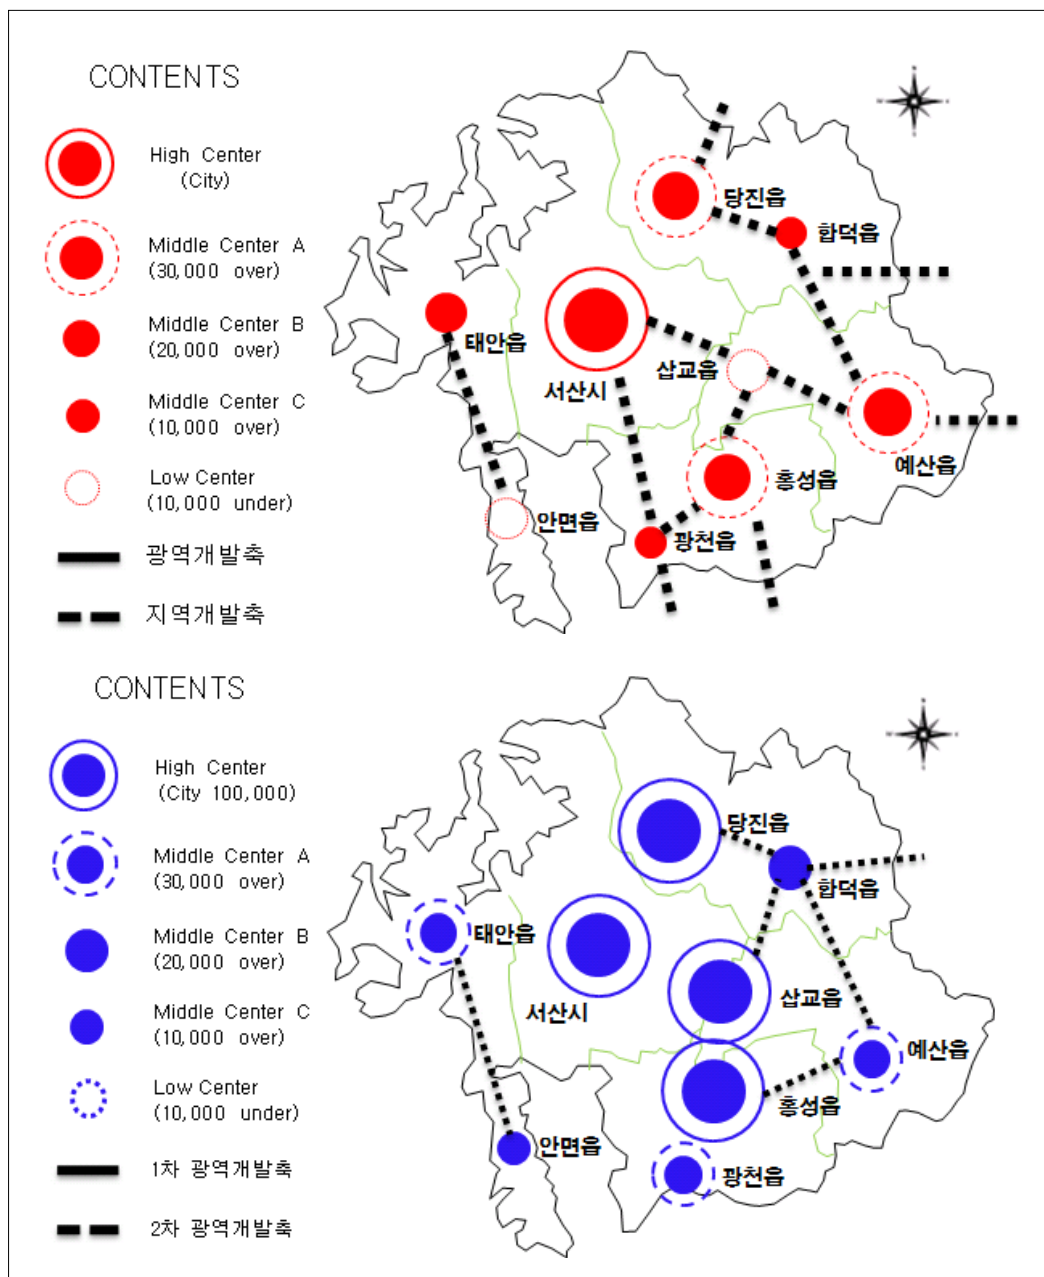 CONTENTS
High Center
(City)
Middle Center A
(30,000 over)
Middle Center B
(20,000 over)
Middle Center C
(10,000 over)
Low Center
(10,000 under)
광역개발축
지역개발축
당진읍
합덕읍
태안읍
서산시
삽교읍
예산읍
홍성읍
안면읍
광천읍
CONTENTS
High Center
(City 100,000)
Middle Center A
(30,000 over)
Middle Center B
(20,000 over)
Middle Center C
(10,000 over)
Low Center
(10,000 under)
1차 광역개발축
2차 광역개발축
당진읍
합덕읍
태안읍
서산시
삽교읍
예산읍
홍성읍
안면읍
광천읍